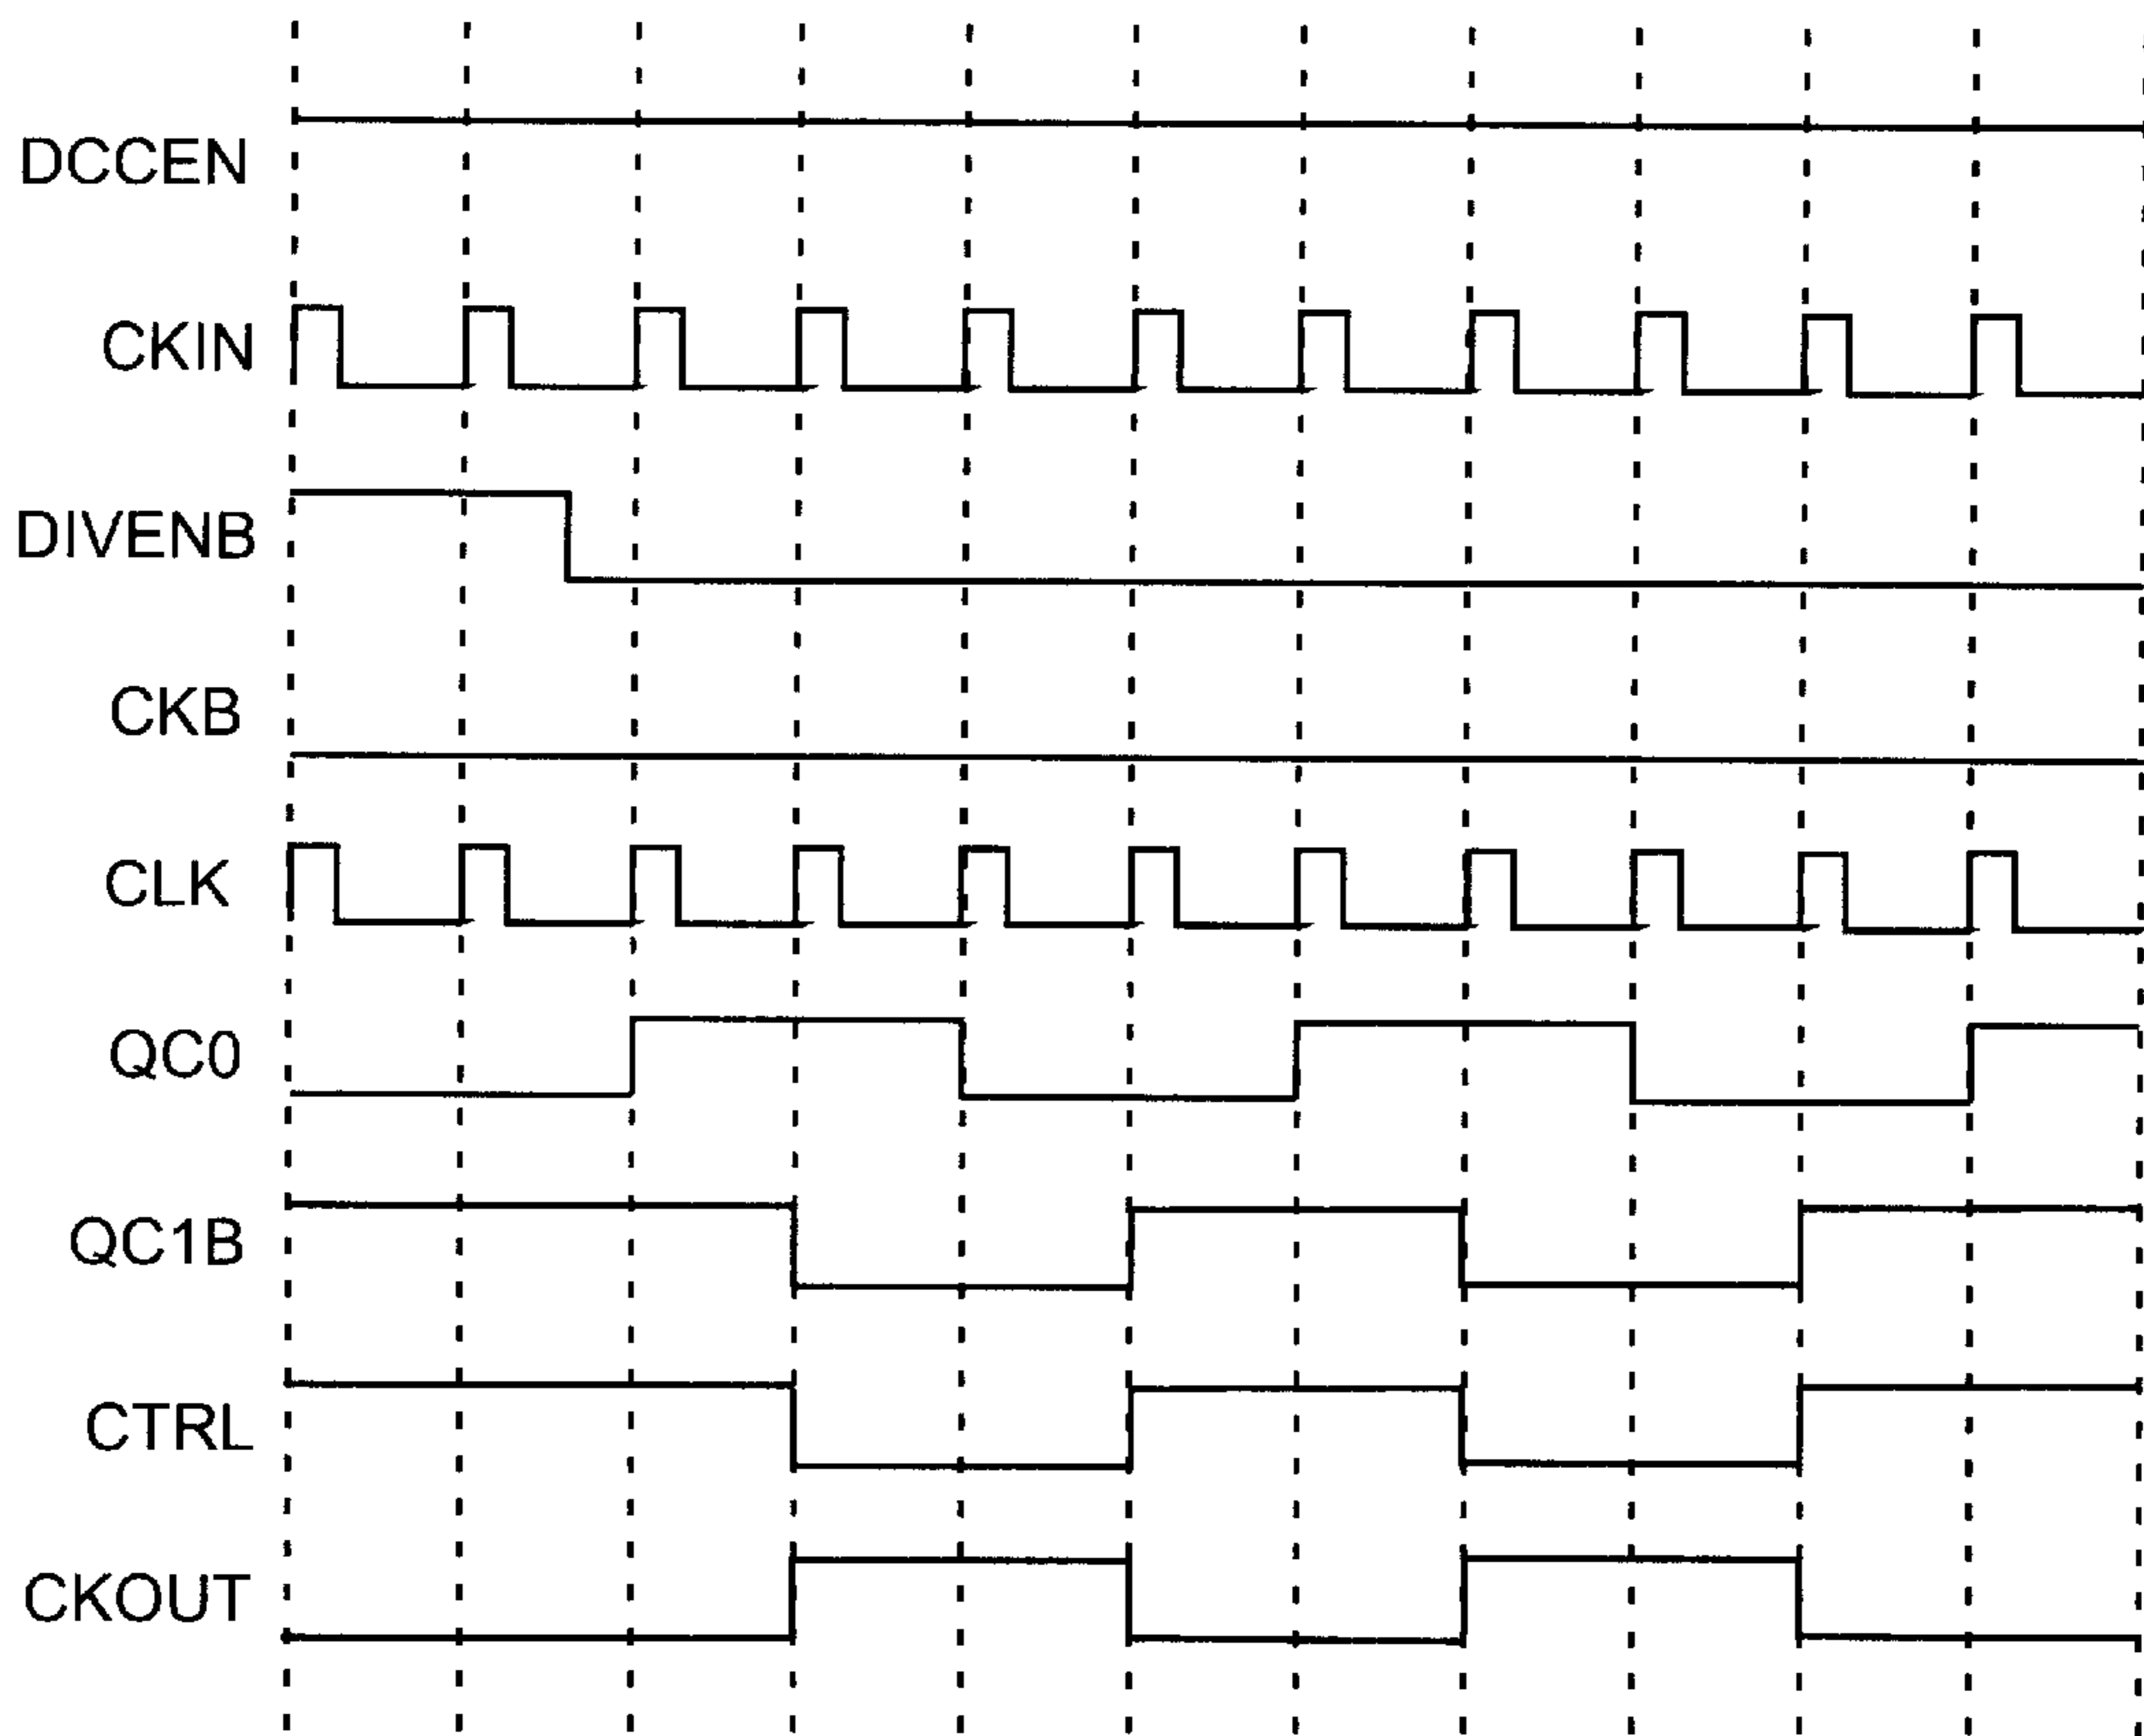 DCCEN
CKIN
DIVENB
CKB
CLK
QC0
QC1B
CTRL
CKOUT